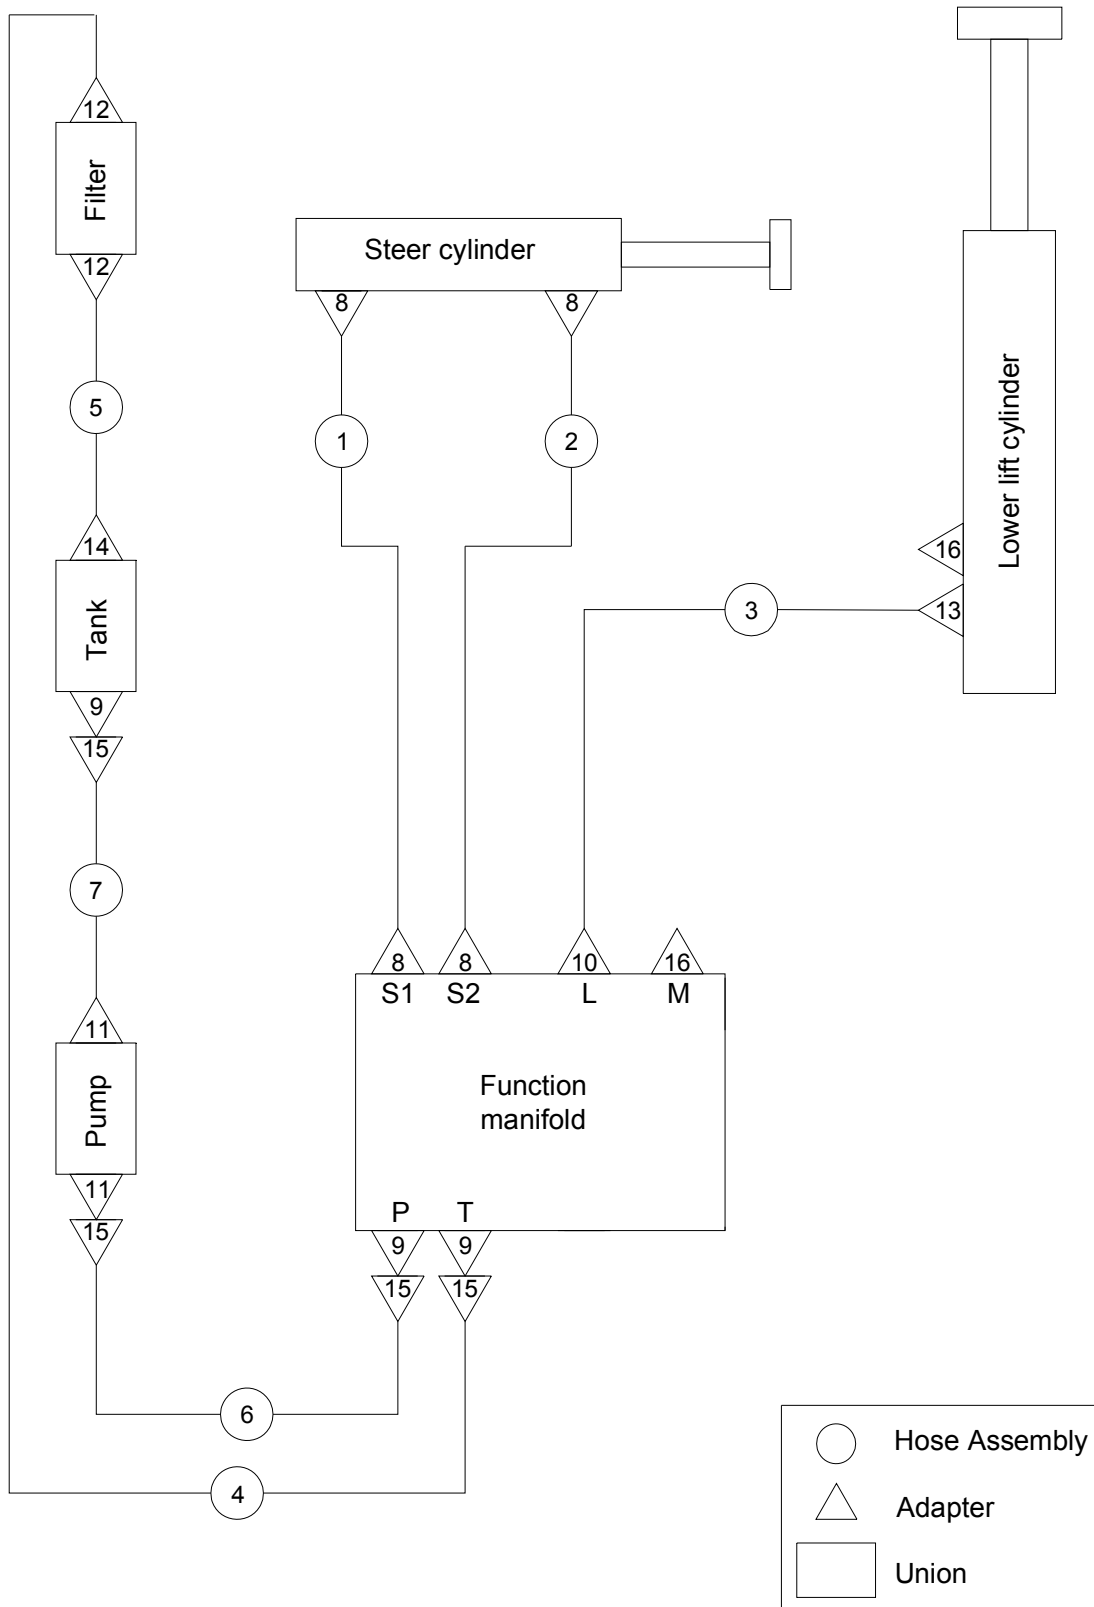 12
Filter
12
Steer cylinder
8
8
5
1
2
Lower lift cylinder
14
16
Tank
3
13
9
15
7
8
8
10
16
S1
S2
L
M
11
Function
manifold
Pump
11
P
T
15
9
9
15
15
6
4
Hose Assembly
Adapter
Union